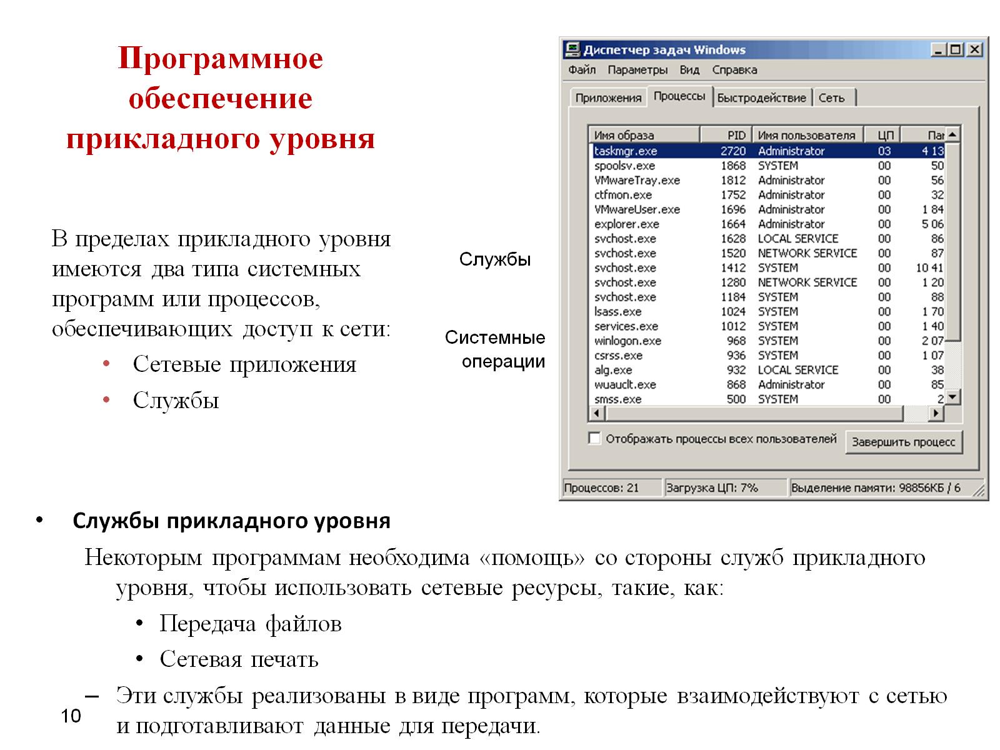 Программное
обеспечение
прикладного уровня
В пределах прикладного уровня
имеются два типа системных
программ или процессов,
обеспечивающих доступ к сети:
• Сетевые приложения
• Службы
Службы
Системные
операции
Диспетчер задач Windows
Файл Параметры Вид Справка
Приложения Процессы Быстродействие Сеть
Имя образа PID Имя пользователя ЦП Пам
taskmgr.exe 2720 Administrator 03 4 13
spoolsv.exe 1868 SYSTEM 00 50
VMwareTray.exe 1812 Administrator 00 56
ctfmon.exe 1752 Administrator 00 32
VMwareUser.exe 1696 Administrator 00 1 84
explorer.exe 1664 Administrator 00 5 06
svchost.exe 1628 LOCAL SERVICE 00 86
svchost.exe 1520 NETWORK SERVICE 00 87
svchost.exe 1412 SYSTEM 00 10 41
svchost.exe 1280 NETWORK SERVICE 00 1 20
svchost.exe 1184 SYSTEM 00 88
lsass.exe 1024 SYSTEM 00 1 70
services.exe 1012 SYSTEM 00 1 40
winlogon.exe 968 SYSTEM 00 2 07
csrss.exe 936 SYSTEM 00 1 07
alg.exe 932 LOCAL SERVICE 00 38
wuauclt.exe 868 Administrator 00 85
smss.exe 500 SYSTEM 00 2
Отображать процессы всех пользователей Завершить процесс
Процессов: 21 Загрузка ЦП: 7% Выделение памяти: 98856КБ / 6
• Службы прикладного уровня
Некоторым программам необходима «помощь» со стороны служб прикладного
уровня, чтобы использовать сетевые ресурсы, такие, как:
• Передача файлов
• Сетевая печать
– Эти службы реализованы в виде программ, которые взаимодействуют с сетью
и подготавливают данные для передачи.
10